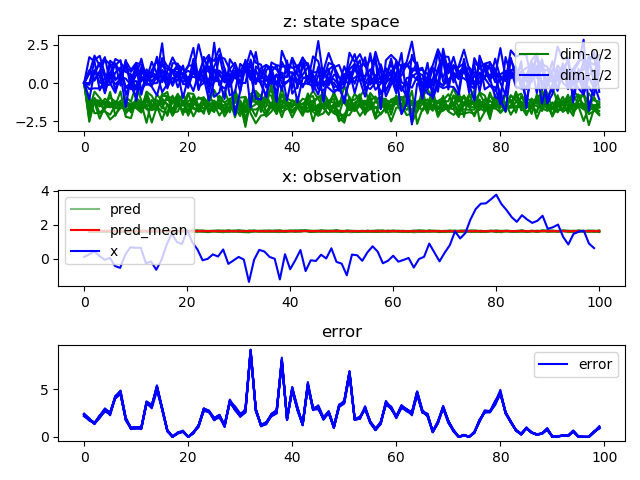 z: state space
2.5
0.0
−2.5
dim-0/2
dim-1/2
0 20 40 60 80 100
x: observation
4
2
0
pred
pred_mean
x
0 20 40 60 80 100
error
5
0
error
0 20 40 60 80 100